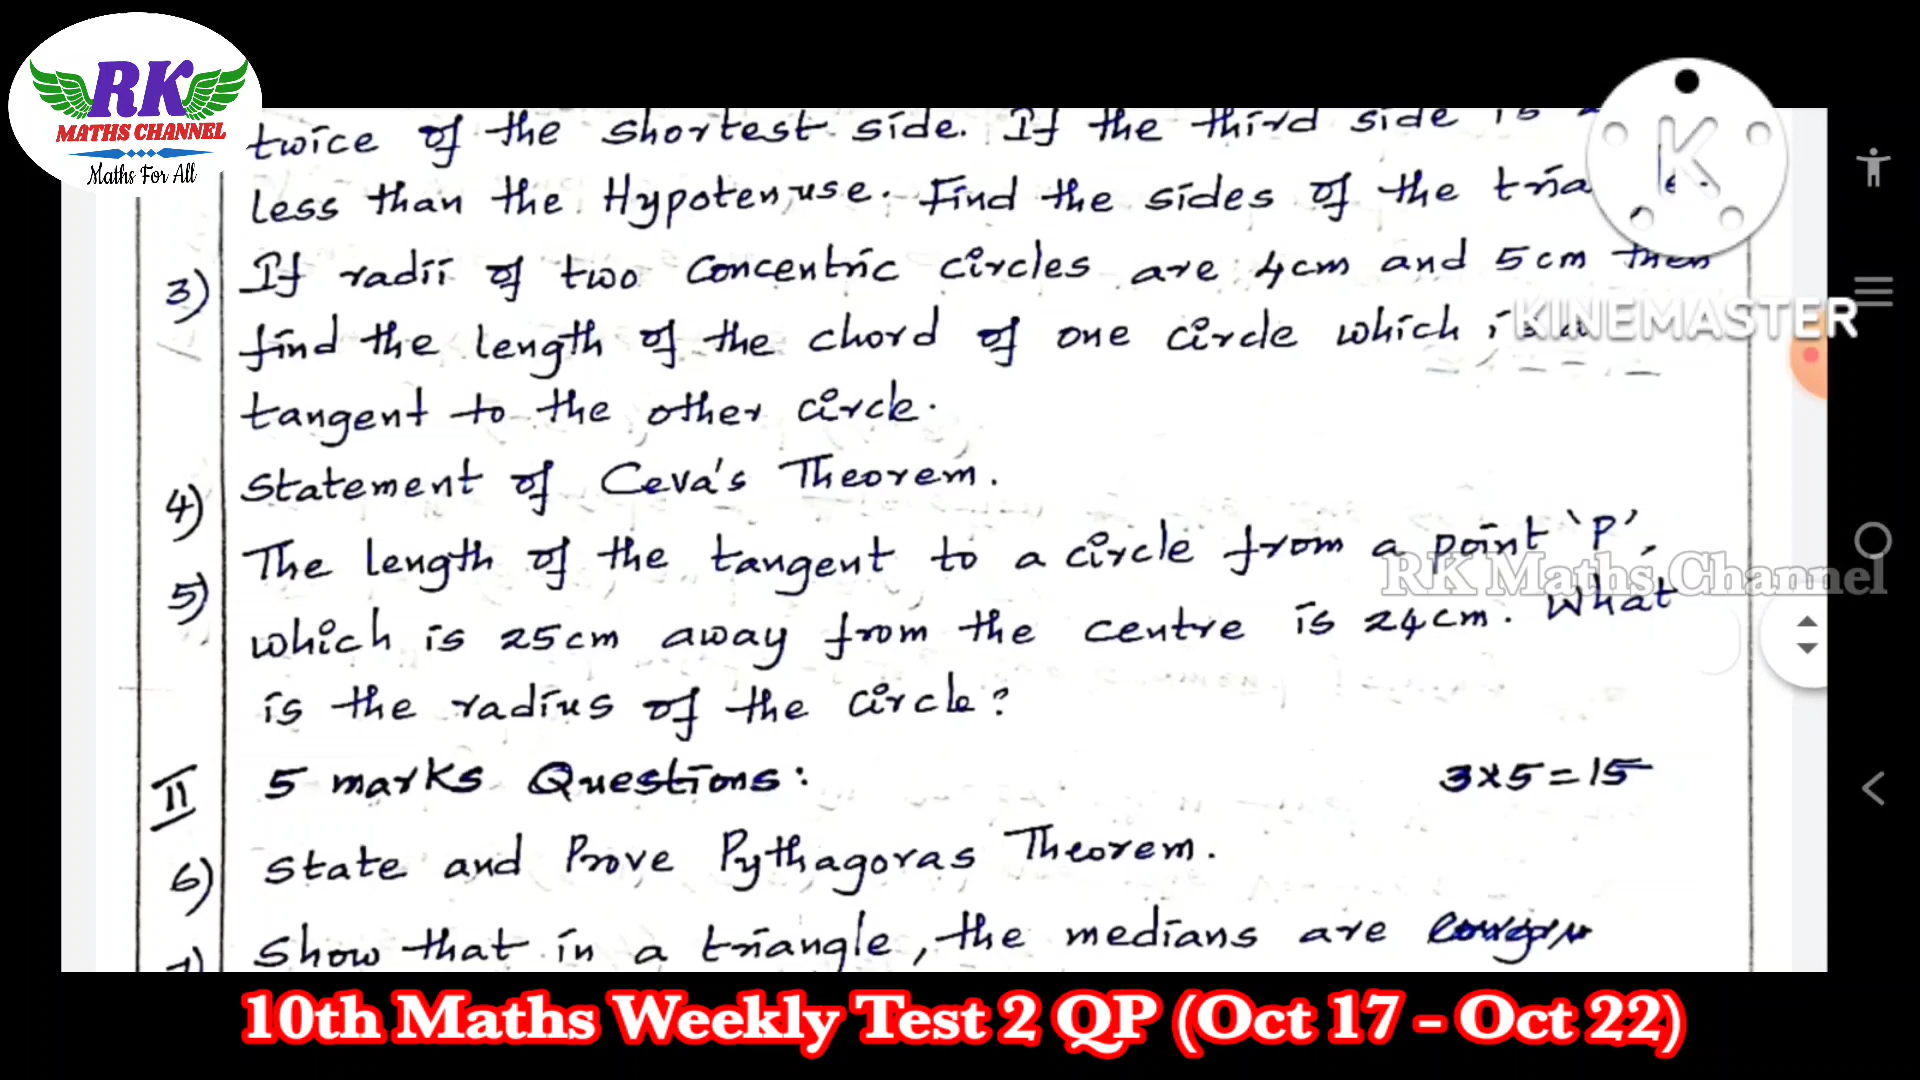 RK
MATHS CHANNEL
Maths For All
twice of the shortest side. If the third side is
less than the Hypotenuse. Find the sides of the
3) If radii of two concentric circles are 4cm and 5cm then
find the length of the chord of one circle which is a
KINEMASTER
tangent to the other circle.
4) Statement of Ceva's Theorem.
5) The length of the tangent to a circle from a point 'P',
RK Maths Channel
which is 25cm away from the centre is 24cm. What
is the radius of the circle?
II 5 marks Questions: 3x5=15
6) State and Prove Pythagoras Theorem.
7) Show that in a triangle, the medians are
10th Maths Weekly Test 2 QP (Oct 17 - Oct 22)